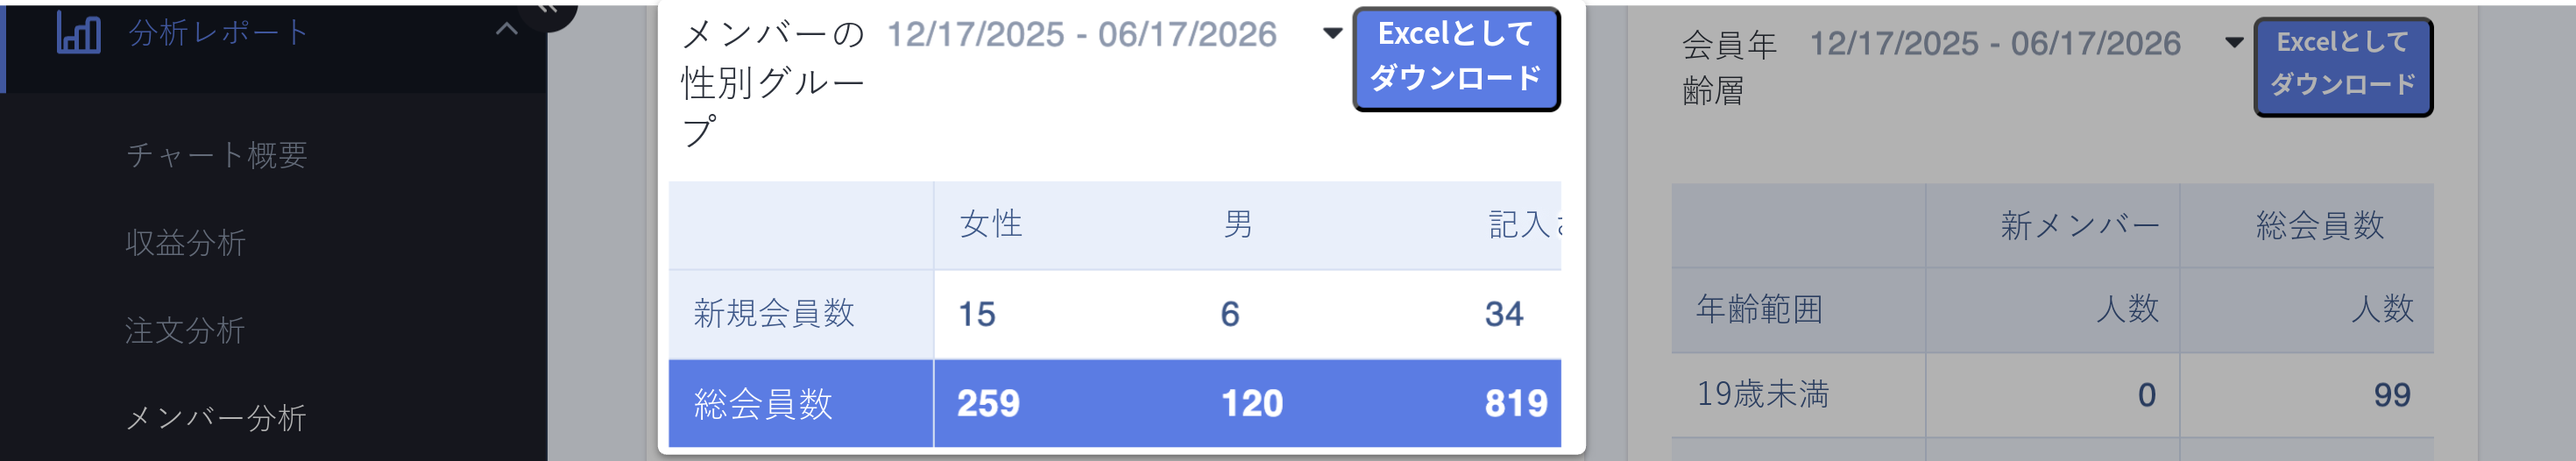 分析レポート
チャート概要
収益分析
注文分析
メンバー分析
メンバーの
性別グルー
プ
12/17/2025 - 06/17/2026
Excelとして
ダウンロード
女性 男 記入
新規会員数 15 6 34
総会員数 259 120 819
会員年
齢層
12/17/2025 - 06/17/2026
Excelとして
ダウンロード
新メンバー 総会員数
年齢範囲 人数 人数
19歳未満 0 99